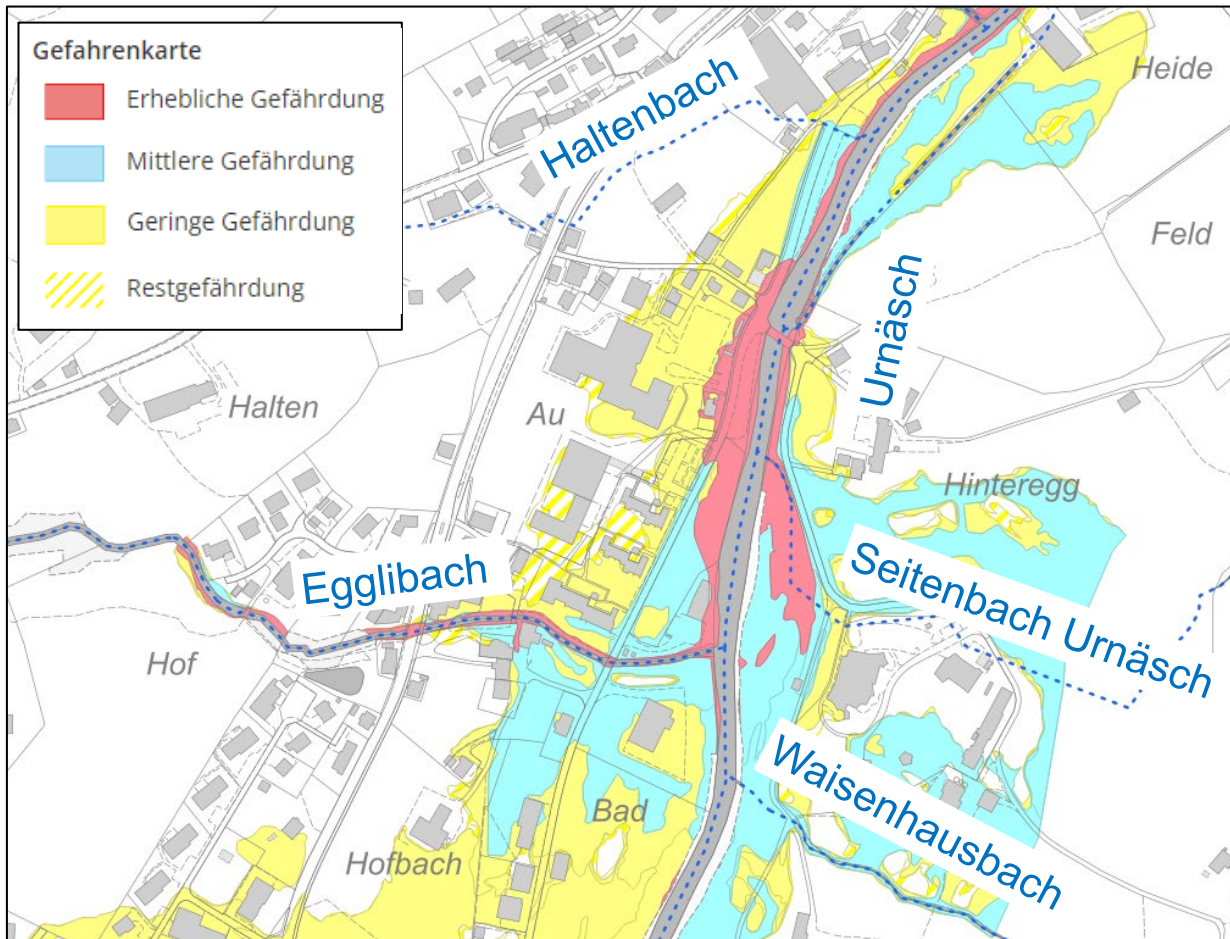 Gefahrenkarte
Erhebliche Gefährdung
Mittlere Gefährdung
Geringe Gefährdung
Restgefährdung
Haltenbach
Heide
Feld
Urnäsch
Halten
Au
Hinteregg
Egglibach
Seitenbach Urnäsch
Hof
Waisenhausbach
Bad
Hofbach